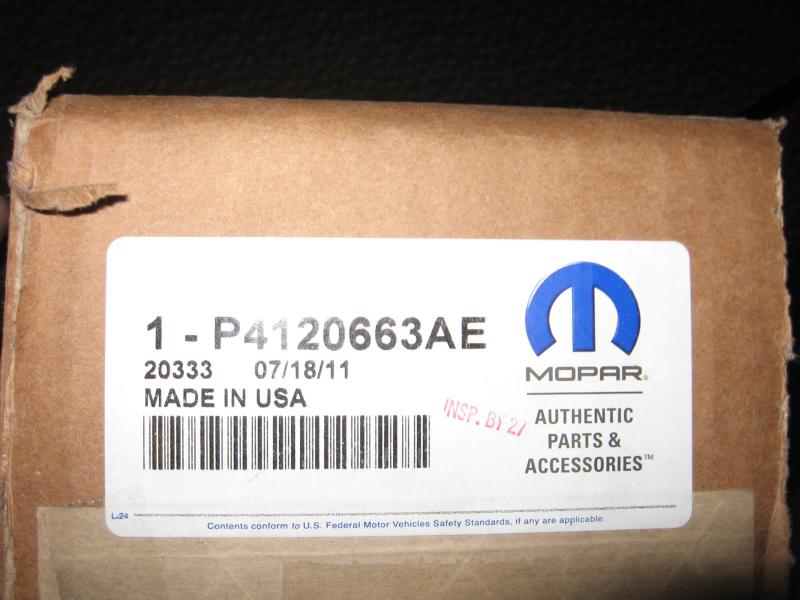 1 - P4120663AE
20333 07/18/11
MADE IN USA
INSP. BY 27
MOPAR®
AUTHENTIC
PARTS &
ACCESSORIES™
L-24
Contents conform to U.S. Federal Motor Vehicles Safety Standards, if any are applicable.